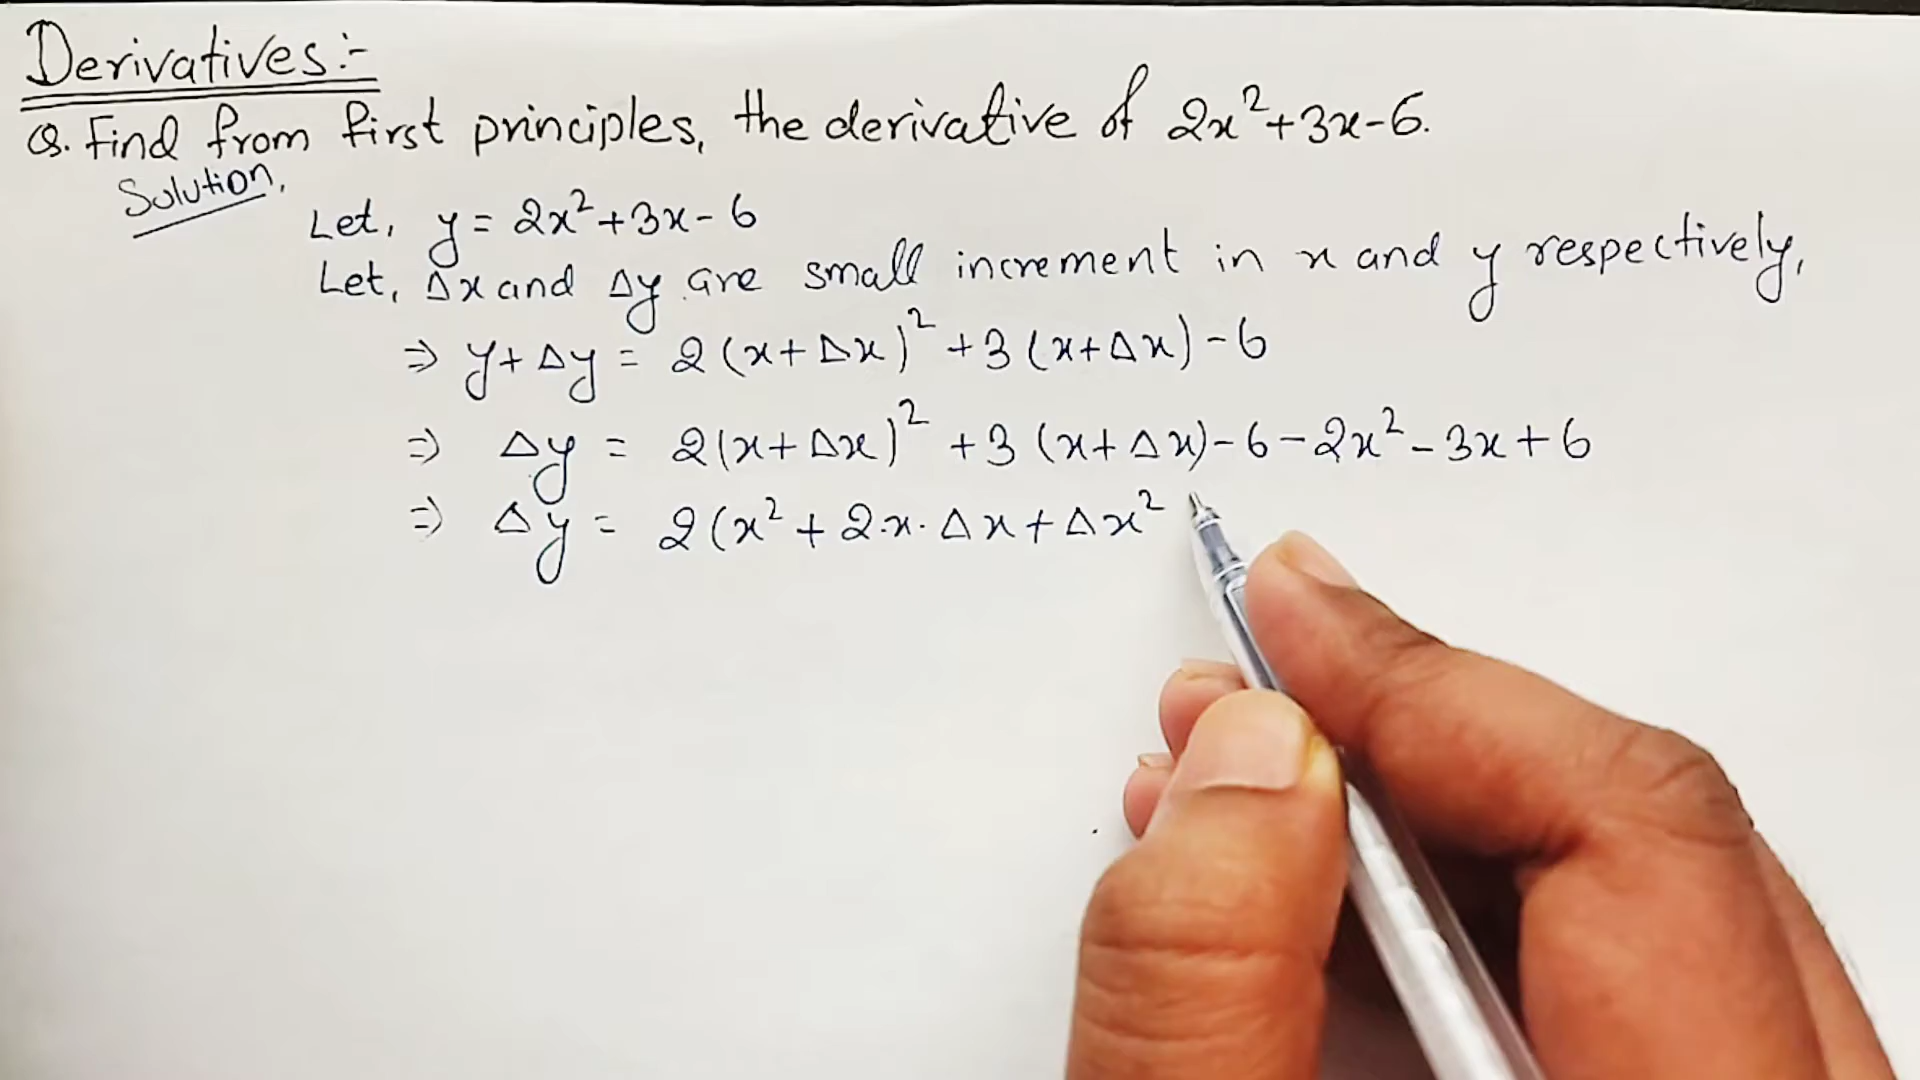 Derivatives:-
Q. Find from first principles, the derivative of 2x²+3x-6.
Solution,
Let, y = 2x²+3x-6
Let, Δx and Δy are small increment in x and y respectively,
⇒ y+Δy = 2(x+Δx)²+3(x+Δx)-6
⇒ Δy = 2(x+Δx)²+3(x+Δx)-6-2x²-3x+6
⇒ Δy = 2(x²+2.x.Δx+Δx²